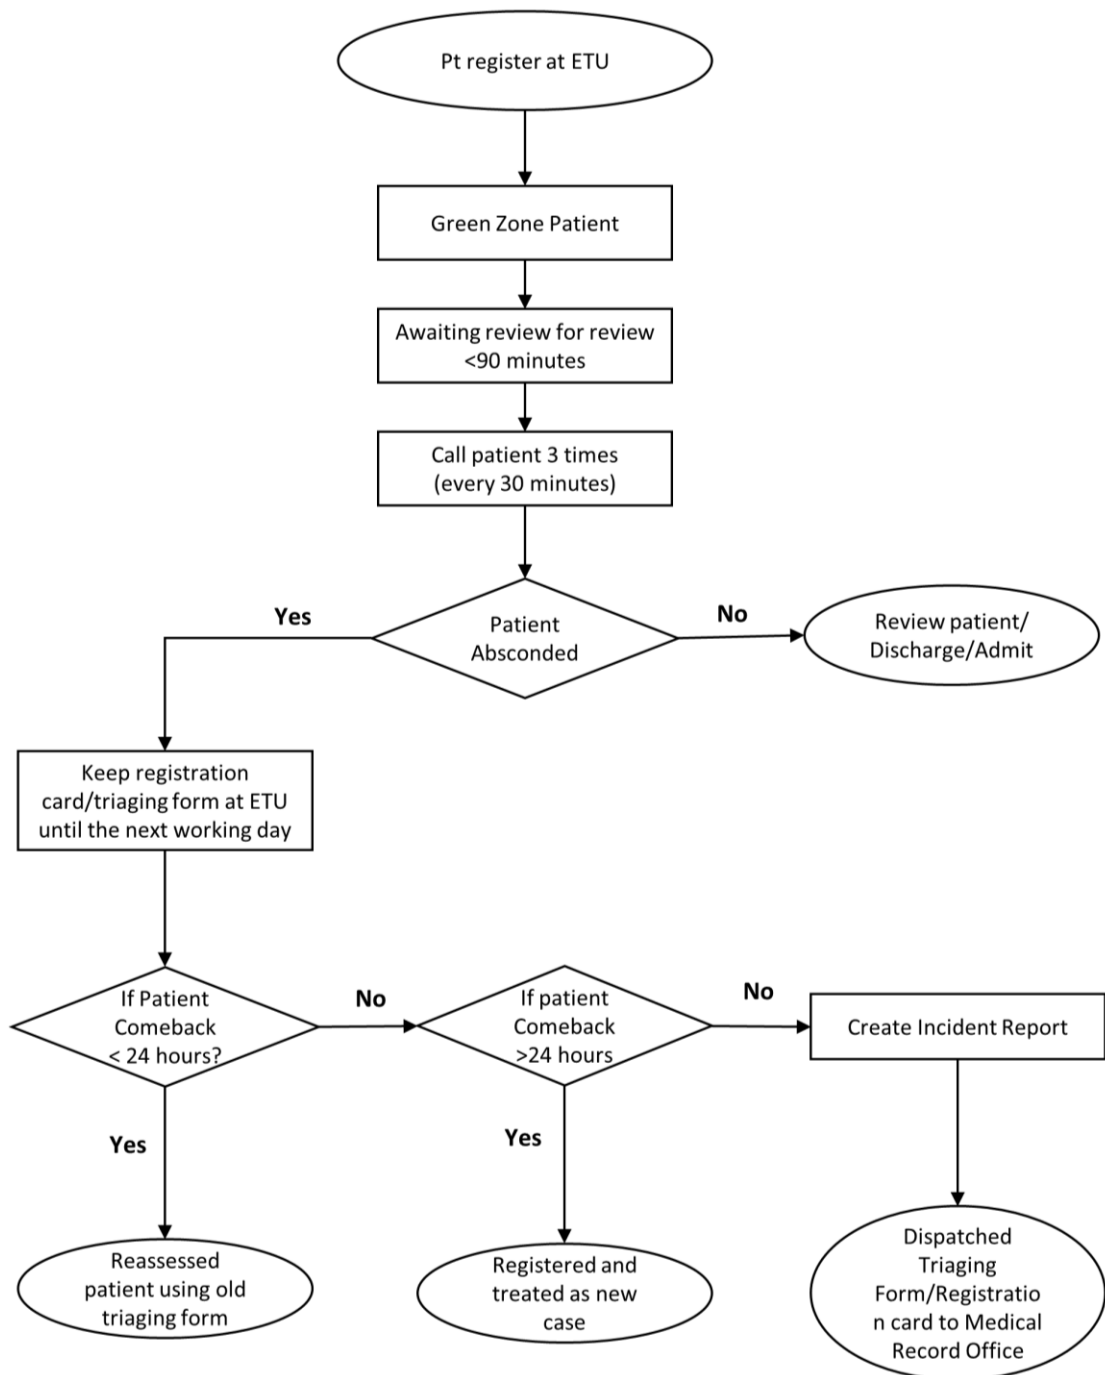 Pt register at ETU
Green Zone Patient
Awaiting review for review
<90 minutes
Call patient 3 times
(every 30 minutes)
Yes
Patient
Absconded
No
Review patient/
Discharge/Admit
Keep registration
card/triaging form at ETU
until the next working day
If Patient
Comeback
< 24 hours?
No
If patient
Comeback
>24 hours
No
Create Incident Report
Yes
Yes
Reassessed
patient using old
triaging form
Registered and
treated as new
case
Dispatched
Triaging
Form/Registratio
n card to Medical
Record Office